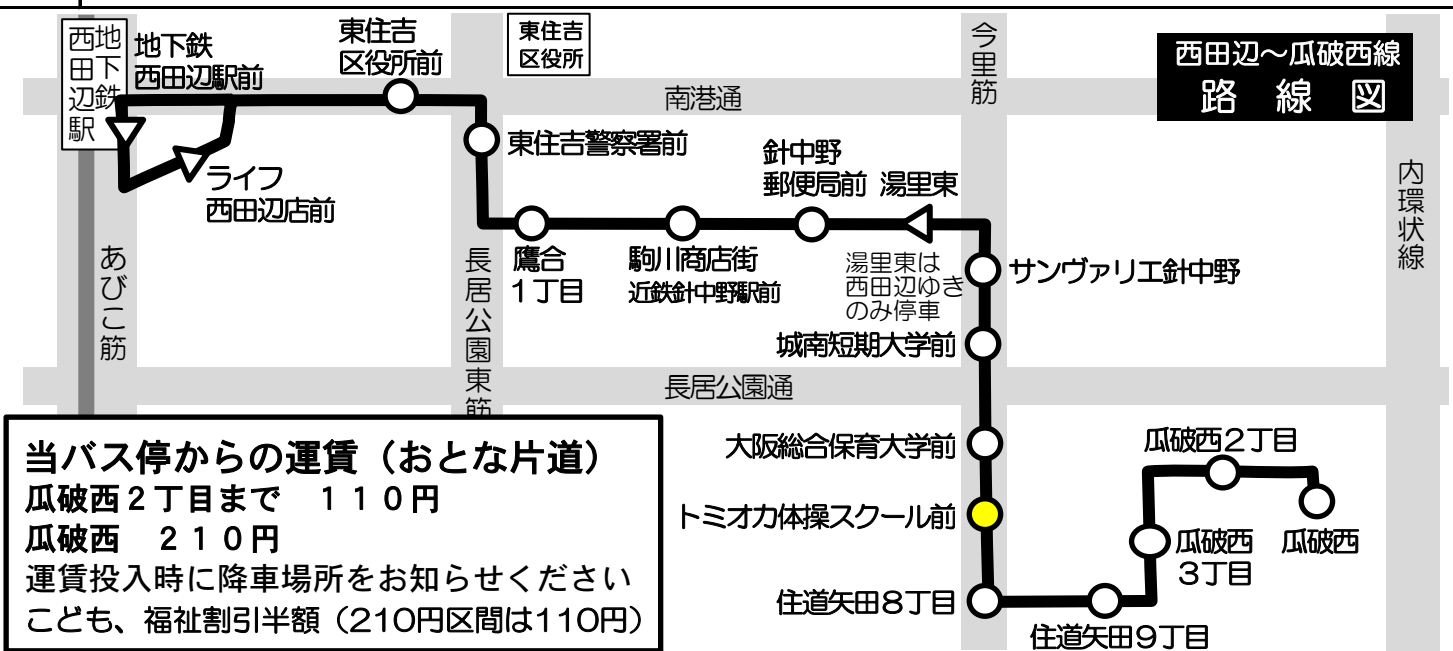 地下鉄
西田辺駅
地下鉄
西田辺駅前
東住吉
区役所前
東住吉
区役所
今里筋
西田辺～瓜破西線
路線図
南港通
東住吉警察署前
針中野
郵便局前
湯里東
ライフ
西田辺店前
内環状線
あびこ筋
長居公園東筋
鷹合
１丁目
駒川商店街
近鉄針中野駅前
湯里東は
西田辺ゆき
のみ停車
サンヴァリエ針中野
城南短期大学前
長居公園通
当バス停からの運賃（おとな片道）
瓜破西２丁目まで　１１０円
瓜破西　２１０円
運賃投入時に降車場所をお知らせください
こども、福祉割引半額（210円区間は110円）
大阪総合保育大学前
トミオカ体操スクール前
住道矢田８丁目
住道矢田９丁目
瓜破西２丁目
瓜破西
３丁目
瓜破西